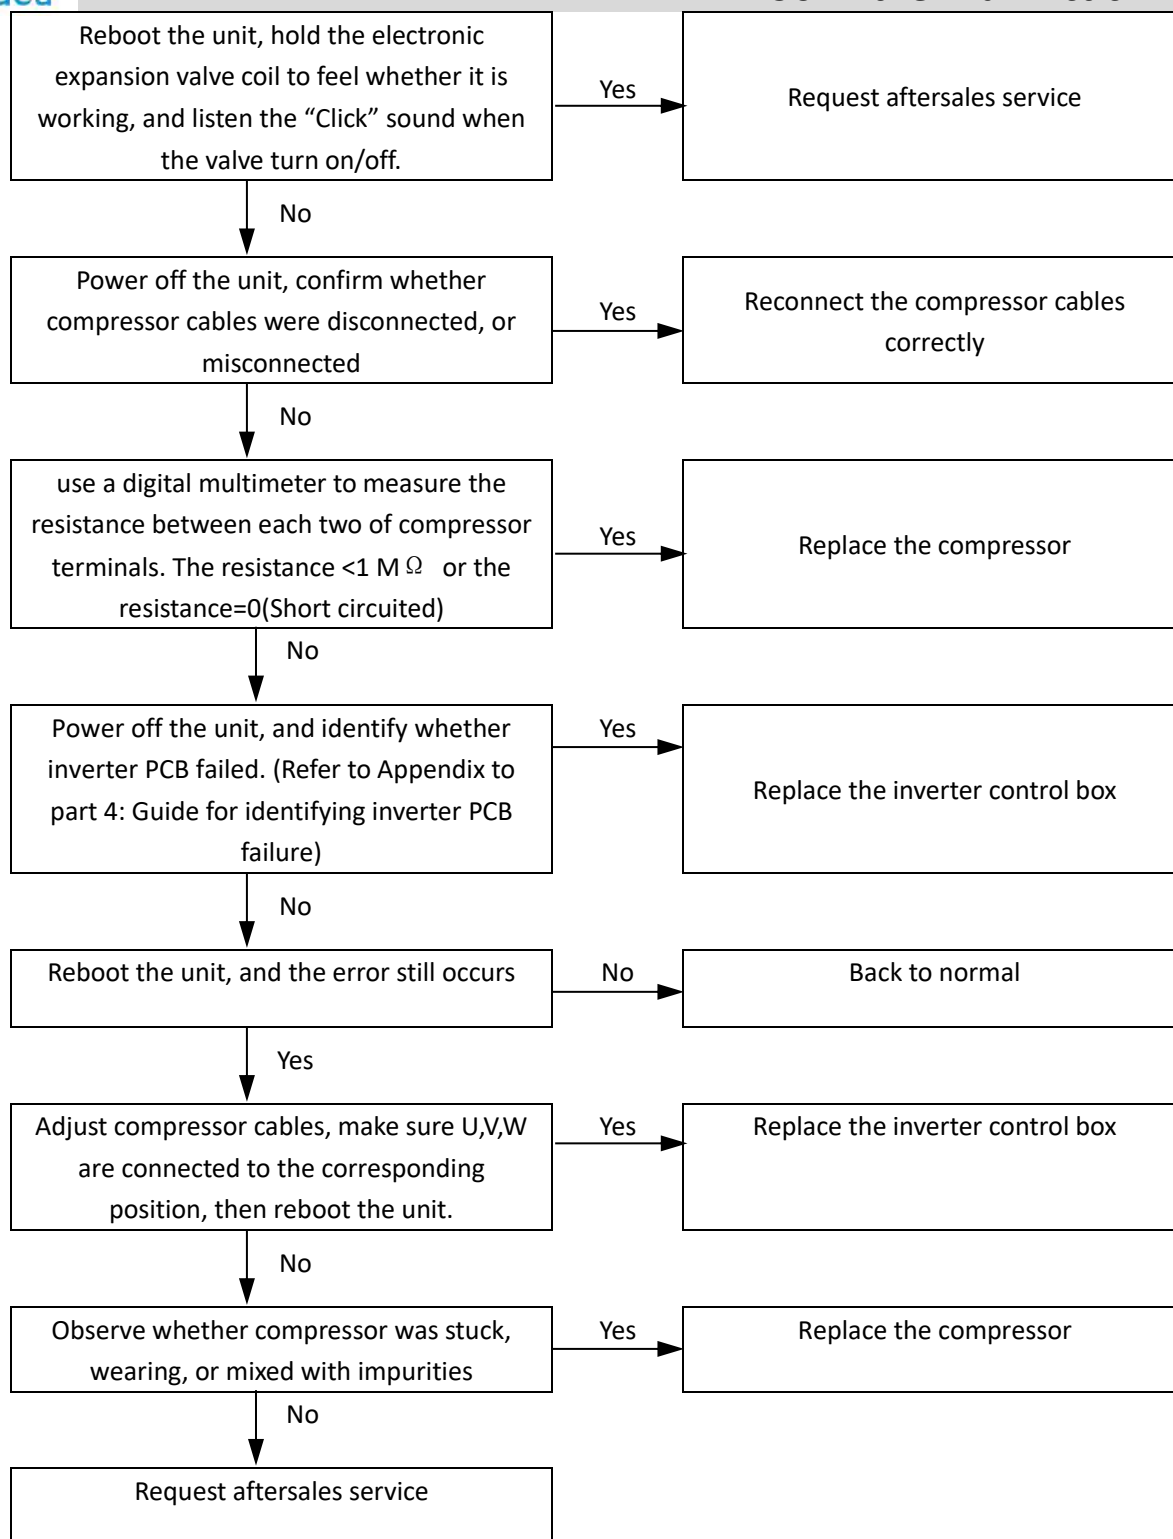 Reboot the unit, hold the electronic
expansion valve coil to feel whether it is
working, and listen the “Click” sound when
the valve turn on/off.
Yes
Request aftersales service
No
Power off the unit, confirm whether
compressor cables were disconnected, or
misconnected
Yes
Reconnect the compressor cables
correctly
No
use a digital multimeter to measure the
resistance between each two of compressor
terminals. The resistance <1 M Ω or the
resistance=0(Short circuited)
Yes
Replace the compressor
No
Power off the unit, and identify whether
inverter PCB failed. (Refer to Appendix to
part 4: Guide for identifying inverter PCB
failure)
Yes
Replace the inverter control box
No
Reboot the unit, and the error still occurs
No
Back to normal
Yes
Adjust compressor cables, make sure U,V,W
are connected to the corresponding
position, then reboot the unit.
Yes
Replace the inverter control box
No
Observe whether compressor was stuck,
wearing, or mixed with impurities
Yes
Replace the compressor
No
Request aftersales service